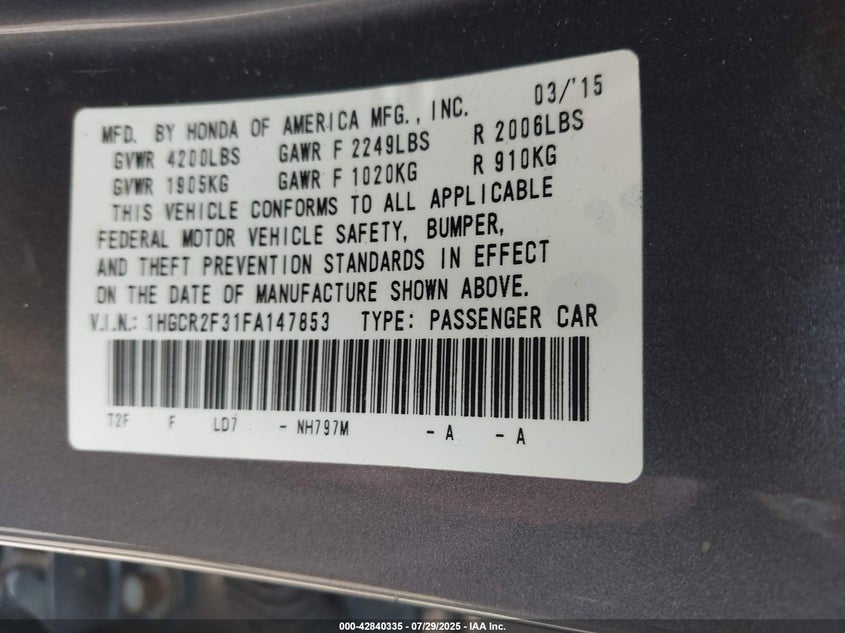 03/'15
MFD. BY HONDA OF AMERICA MFG., INC.
GVWR 4200LBS GAWR F 2249LBS R 2006LBS
GVWR 1905KG GAWR F 1020KG R 910KG
THIS VEHICLE CONFORMS TO ALL APPLICABLE
FEDERAL MOTOR VEHICLE SAFETY, BUMPER,
AND THEFT PREVENTION STANDARDS IN EFFECT
ON THE DATE OF MANUFACTURE SHOWN ABOVE.
V.I.N.: 1HGCR2F31FA147853 TYPE: PASSENGER CAR
T2F F LD7 - NH797M - A - A
000-42840335 - 07/29/2025 - IAA Inc.